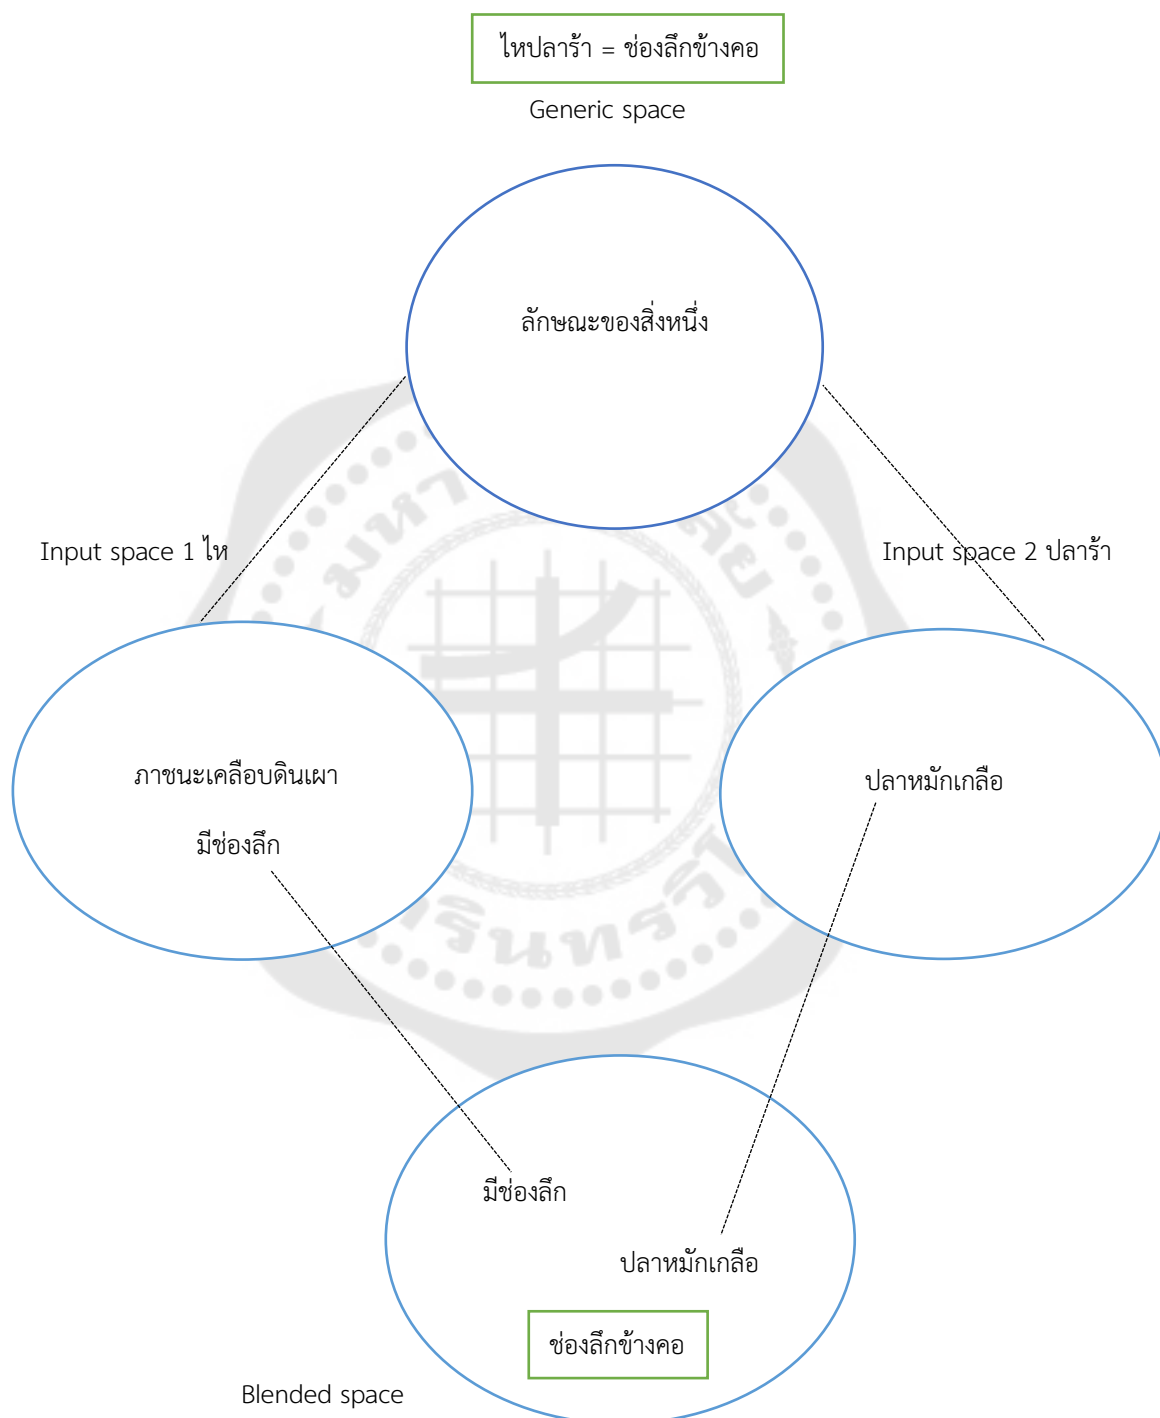 ไหปลาร้า = ช่องลึกข้างคอ
Generic space
ลักษณะของสิ่งหนึ่ง
Input space 1 ไห
Input space 2 ปลาร้า
ภาชนะเคลือบดินเผา
มีช่องลึก
ปลาหมักเกลือ
มีช่องลึก
ปลาหมักเกลือ
ช่องลึกข้างคอ
Blended space